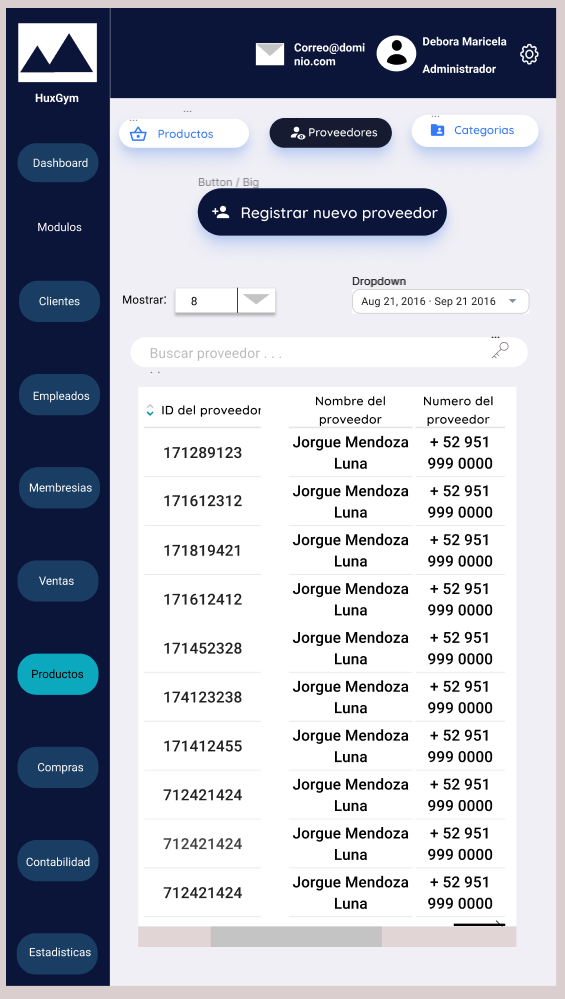 HuxGym
Correo@domi
nio.com
Debora Maricela
Administrador
Dashboard
Modulos
Clientes
Empleados
Membresias
Ventas
Productos
Compras
Contabilidad
Estadisticas
...
...
...
Productos
Proveedores
Categorias
Button / Big
Registrar nuevo proveedor
Mostrar:
8
Dropdown
Aug 21, 2016 · Sep 21 2016
...
Buscar proveedor . . .
. .
ID del proveedor
Nombre del
proveedor
Numero del
proveedor
171289123
Jorgue Mendoza
Luna
+ 52 951
999 0000
171612312
Jorgue Mendoza
Luna
+ 52 951
999 0000
171819421
Jorgue Mendoza
Luna
+ 52 951
999 0000
171612412
Jorgue Mendoza
Luna
+ 52 951
999 0000
171452328
Jorgue Mendoza
Luna
+ 52 951
999 0000
174123238
Jorgue Mendoza
Luna
+ 52 951
999 0000
171412455
Jorgue Mendoza
Luna
+ 52 951
999 0000
712421424
Jorgue Mendoza
Luna
+ 52 951
999 0000
712421424
Jorgue Mendoza
Luna
+ 52 951
999 0000
712421424
Jorgue Mendoza
Luna
+ 52 951
999 0000